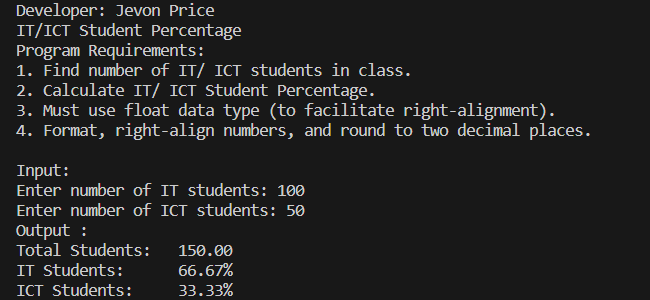 Developer: Jevon Price
IT/ICT Student Percentage
Program Requirements:
1. Find number of IT/ ICT students in class.
2. Calculate IT/ ICT Student Percentage.
3. Must use float data type (to facilitate right-alignment).
4. Format, right-align numbers, and round to two decimal places.

Input:
Enter number of IT students: 100
Enter number of ICT students: 50
Output :
Total Students:   150.00
IT Students:      66.67%
ICT Students:     33.33%